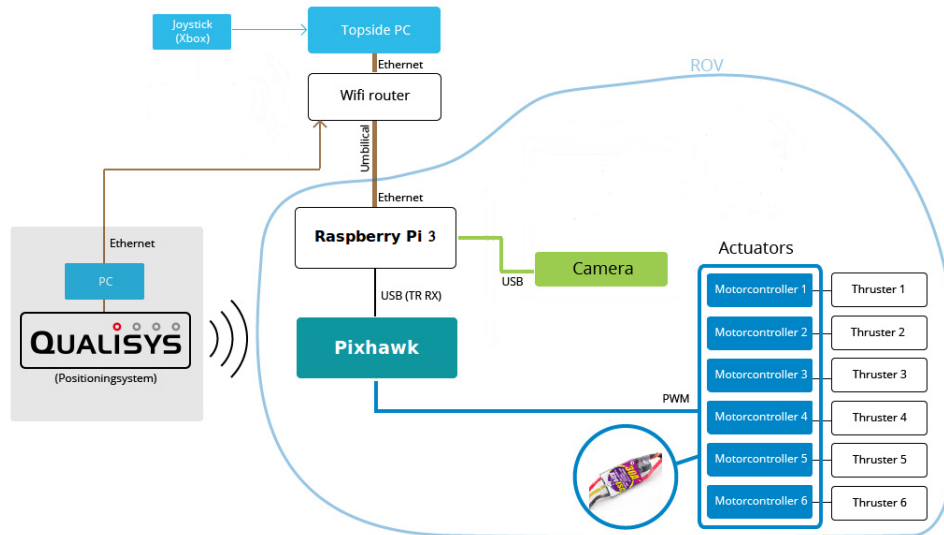 Joystick
(Xbox)
Topside PC
Ethernet
Wifi router
ROV
Umbilical
Ethernet
Raspberry Pi 3
Ethernet
PC
QUALISYS
(Positioningsystem)
USB
Camera
USB (TR RX)
Pixhawk
PWM
Actuators
Motorcontroller 1
Thruster 1
Motorcontroller 2
Thruster 2
Motorcontroller 3
Thruster 3
Motorcontroller 4
Thruster 4
Motorcontroller 5
Thruster 5
Motorcontroller 6
Thruster 6
30A